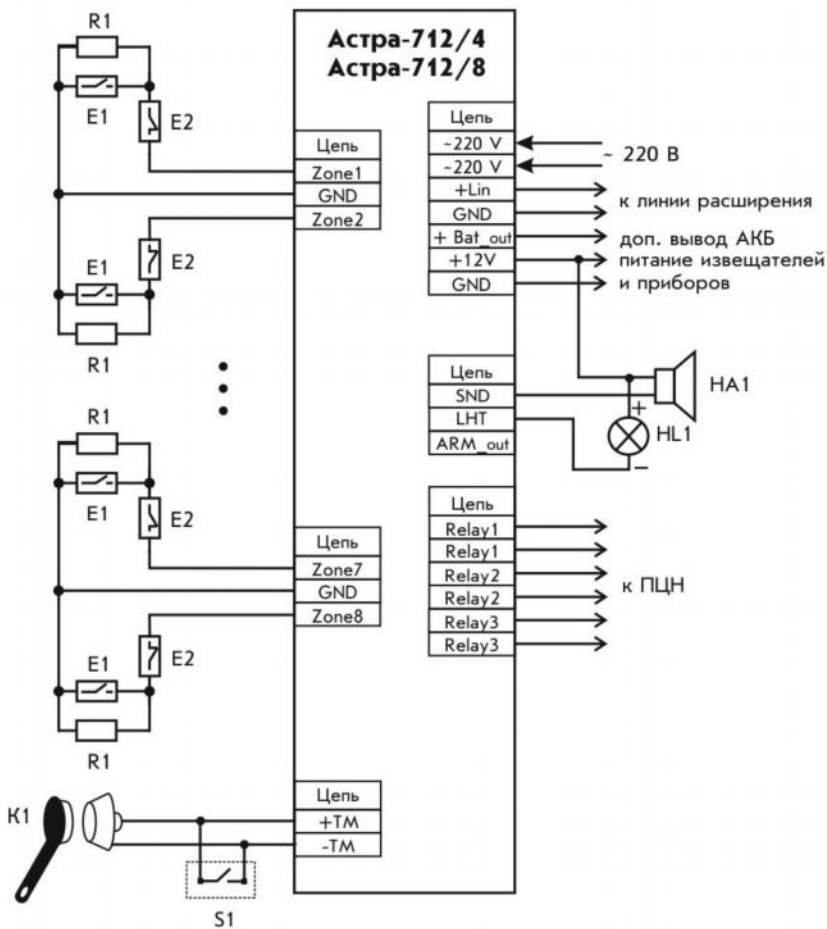 Астра-712/4
Астра-712/8
R1
E1
E2
Цепь
Zone1
GND
Zone2
E2
E1
R1
R1
E1
E2
Цепь
Zone7
GND
Zone8
E2
E1
R1
K1
Цепь
+TM
-TM
S1
Цепь
~220 V
~220 V
+Lin
GND
+ Bat_out
+12V
GND
~ 220 В
к линии расширения
доп. вывод АКБ
питание извещателей
и приборов
Цепь
SND
LHT
ARM_out
HA1
+
HL1
−
Цепь
Relay1
Relay1
Relay2
Relay2
Relay3
Relay3
к ПЦН